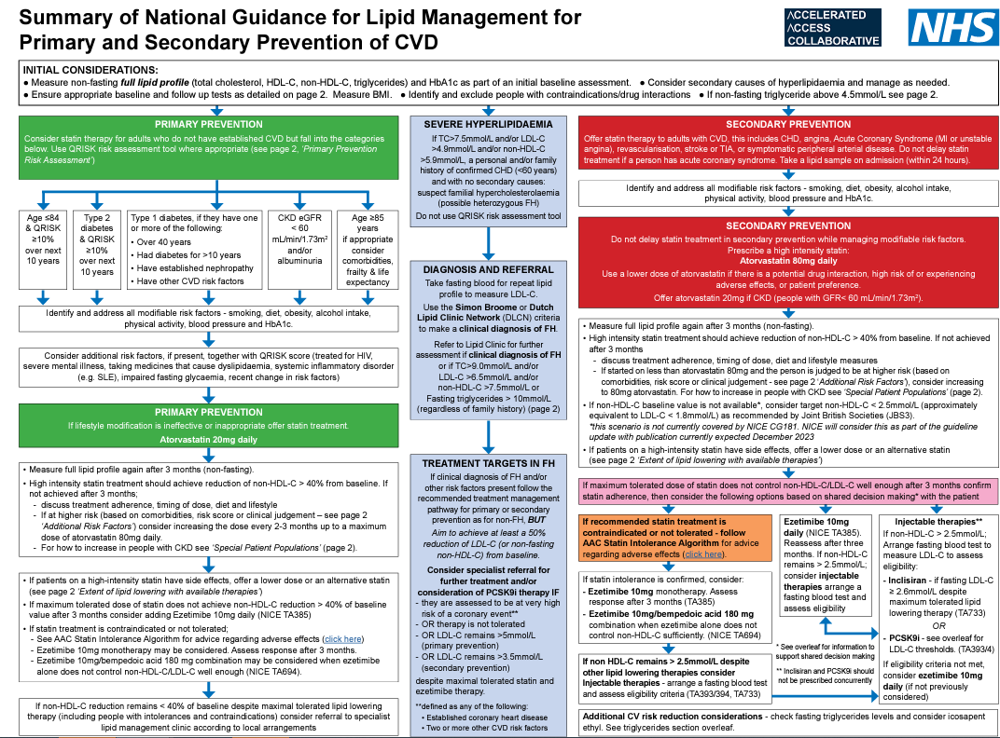 Summary of National Guidance for Lipid Management for
Primary and Secondary Prevention of CVD
ACCELERATED
ACCESS
COLLABORATIVE
NHS
INITIAL CONSIDERATIONS:
● Measure non-fasting full lipid profile (total cholesterol, HDL-C, non-HDL-C, triglycerides) and HbA1c as part of an initial baseline assessment. ● Consider secondary causes of hyperlipidaemia and manage as needed.
● Ensure appropriate baseline and follow up tests as detailed on page 2. Measure BMI. ● Identify and exclude people with contraindications/drug interactions ● If non-fasting triglyceride above 4.5mmol/L see page 2.
PRIMARY PREVENTION
Consider statin therapy for adults who do not have established CVD but fall into the categories
below. Use QRISK risk assessment tool where appropriate (see page 2, ‘Primary Prevention
Risk Assessment’)
Age ≤84
& QRISK
≥10%
over next
10 years
Type 2
diabetes
& QRISK
≥10%
over next
10 years
Type 1 diabetes, if they have one
or more of the following:
• Over 40 years
• Had diabetes for >10 years
• Have established nephropathy
• Have other CVD risk factors
CKD eGFR
< 60
mL/min/1.73m²
and/or
albuminuria
Age ≥85
years
if appropriate
consider
comorbidities,
frailty & life
expectancy
Identify and address all modifiable risk factors - smoking, diet, obesity, alcohol intake,
physical activity, blood pressure and HbA1c.
Consider additional risk factors, if present, together with QRISK score (treated for HIV,
severe mental illness, taking medicines that cause dyslipidaemia, systemic inflammatory disorder
(e.g. SLE), impaired fasting glycaemia, recent change in risk factors)
PRIMARY PREVENTION
If lifestyle modification is ineffective or inappropriate offer statin treatment.
Atorvastatin 20mg daily
• Measure full lipid profile again after 3 months (non-fasting).
• High intensity statin treatment should achieve reduction of non-HDL-C > 40% from baseline. If
not achieved after 3 months;
- discuss treatment adherence, timing of dose, diet and lifestyle
- If at higher risk (based on comorbidities, risk score or clinical judgement – see page 2
‘Additional Risk Factors’) consider increasing the dose every 2-3 months up to a maximum
dose of atorvastatin 80mg daily.
- For how to increase in people with CKD see ‘Special Patient Populations’ (page 2).
• If patients on a high-intensity statin have side effects, offer a lower dose or an alternative statin
(see page 2 ‘Extent of lipid lowering with available therapies’)
• If maximum tolerated dose of statin does not achieve non-HDL-C reduction > 40% of baseline
value after 3 months consider adding Ezetimibe 10mg daily (NICE TA385)
• If statin treatment is contraindicated or not tolerated;
- See AAC Statin Intolerance Algorithm for advice regarding adverse effects (click here)
- Ezetimibe 10mg monotherapy may be considered. Assess response after 3 months.
- Ezetimibe 10mg/bempedoic acid 180 mg combination may be considered when ezetimibe
alone does not control non-HDL-C/LDL-C well enough (NICE TA694).
If non-HDL-C reduction remains < 40% of baseline despite maximal tolerated lipid lowering
therapy (including people with intolerances and contraindications) consider referral to specialist
lipid management clinic according to local arrangements
SEVERE HYPERLIPIDAEMIA
If TC>7.5mmol/L and/or LDL-C
>4.9mmol/L and/or non-HDL-C
>5.9mmol/L, a personal and/or family
history of confirmed CHD (<60 years)
and with no secondary causes:
suspect familial hypercholesterolaemia
(possible heterozygous FH)
Do not use QRISK risk assessment tool
DIAGNOSIS AND REFERRAL
Take fasting blood for repeat lipid
profile to measure LDL-C.
Use the Simon Broome or Dutch
Lipid Clinic Network (DLCN) criteria
to make a clinical diagnosis of FH.
Refer to Lipid Clinic for further
assessment if clinical diagnosis of FH
or if TC>9.0mmol/L and/or
LDL-C >6.5mmol/L and/or
non-HDL-C >7.5mmol/L or
Fasting triglycerides > 10mmol/L
(regardless of family history) (page 2)
TREATMENT TARGETS IN FH
If clinical diagnosis of FH and/or
other risk factors present follow the
recommended treatment management
pathway for primary or secondary
prevention as for non-FH, BUT
Aim to achieve at least a 50%
reduction of LDL-C (or non-fasting
non-HDL-C) from baseline.
Consider specialist referral for
further treatment and/or
consideration of PCSK9i therapy IF
- they are assessed to be at very high
risk of a coronary event**
- OR therapy is not tolerated
- OR LDL-C remains >5mmol/L
(primary prevention)
- OR LDL-C remains >3.5mmol/L
(secondary prevention)
despite maximal tolerated statin and
ezetimibe therapy.
**defined as any of the following:
• Established coronary heart disease
• Two or more other CVD risk factors
SECONDARY PREVENTION
Offer statin therapy to adults with CVD, this includes CHD, angina, Acute Coronary Syndrome (MI or unstable
angina), revascularisation, stroke or TIA, or symptomatic peripheral arterial disease. Do not delay statin
treatment if a person has acute coronary syndrome. Take a lipid sample on admission (within 24 hours).
Identify and address all modifiable risk factors - smoking, diet, obesity, alcohol intake,
physical activity, blood pressure and HbA1c.
SECONDARY PREVENTION
Do not delay statin treatment in secondary prevention while managing modifiable risk factors.
Prescribe a high intensity statin:
Atorvastatin 80mg daily
Use a lower dose of atorvastatin if there is a potential drug interaction, high risk of or experiencing
adverse effects, or patient preference.
Offer atorvastatin 20mg if CKD (people with GFR< 60 mL/min/1.73m²).
• Measure full lipid profile again after 3 months (non-fasting).
• High intensity statin treatment should achieve reduction of non-HDL-C > 40% from baseline. If not achieved
after 3 months
- discuss treatment adherence, timing of dose, diet and lifestyle measures
- If started on less than atorvastatin 80mg and the person is judged to be at higher risk (based on
comorbidities, risk score or clinical judgement - see page 2 ‘Additional Risk Factors’), consider increasing
to 80mg atorvastatin. For how to increase in people with CKD see ‘Special Patient Populations’ (page 2).
• If non-HDL-C baseline value is not available*, consider target non-HDL-C < 2.5mmol/L (approximately
equivalent to LDL-C < 1.8mmol/L) as recommended by Joint British Societies (JBS3).
*this scenario is not currently covered by NICE CG181. NICE will consider this as part of the guideline
update with publication currently expected December 2023
• If patients on a high-intensity statin have side effects, offer a lower dose or an alternative statin
(see page 2 ‘Extent of lipid lowering with available therapies’)
If maximum tolerated dose of statin does not control non-HDL-C/LDL-C well enough after 3 months confirm
statin adherence, then consider the following options based on shared decision making* with the patient
If recommended statin treatment is
contraindicated or not tolerated - follow
AAC Statin Intolerance Algorithm for advice
regarding adverse effects (click here).
If statin intolerance is confirmed, consider:
- Ezetimibe 10mg monotherapy. Assess
response after 3 months (TA385)
- Ezetimibe 10mg/bempedoic acid 180 mg
combination when ezetimibe alone does not
control non-HDL-C sufficiently. (NICE TA694)
If non HDL-C remains > 2.5mmol/L despite
other lipid lowering therapies consider
Injectable therapies - arrange a fasting blood test
and assess eligibility criteria (TA393/394, TA733)
Ezetimibe 10mg
daily (NICE TA385).
Reassess after three
months. If non-HDL-C
remains > 2.5mmol/L;
consider injectable
therapies arrange a
fasting blood test and
assess eligibility
* See overleaf for information to
support shared decision making
** Inclisiran and PCSK9i should
not be prescribed concurrently
Injectable therapies**
If non-HDL-C > 2.5mmol/L;
Arrange fasting blood test to
measure LDL-C to assess
eligibility:
- Inclisiran - if fasting LDL-C
≥ 2.6mmol/L despite
maximum tolerated lipid
lowering therapy (TA733)
OR
- PCSK9i - see overleaf for
LDL-C thresholds. (TA393/4)
If eligibility criteria not met,
consider ezetimibe 10mg
daily (if not previously
considered)
Additional CV risk reduction considerations - check fasting triglycerides levels and consider icosapent
ethyl. See triglycerides section overleaf.